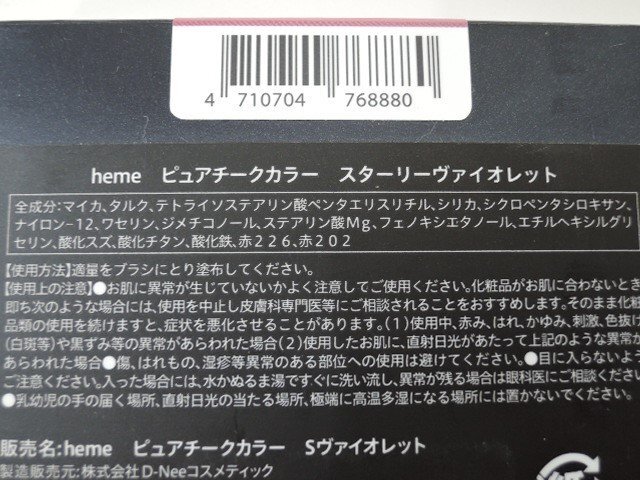 4 710704 768880
heme ピュアチークカラー スターリーヴァイオレット
全成分:マイカ、タルク、テトライソステアリン酸ペンタエリスリチル、シリカ、シクロペンタシロキサン、
ナイロン-12、ワセリン、ジメチコノール、ステアリン酸Mg、フェノキシエタノール、エチルヘキシルグリ
セリン、酸化スズ、酸化チタン、酸化鉄、赤226、赤202
【使用方法】適量をブラシにとり塗布してください。
【使用上の注意】●お肌に異常が生じていないかよく注意してご使用ください。化粧品がお肌に合わないとき
即ち次のような場合には、使用を中止し皮膚科専門医等にご相談されることをおすすめします。そのまま化粧
品類の使用を続けますと、症状を悪化させることがあります。(1)使用中、赤み、はれ、かゆみ、刺激、色抜け
(白斑等)や黒ずみ等の異常があらわれた場合(2)使用したお肌に、直射日光があたって上記のような異常が
あらわれた場合●傷、はれもの、湿疹等異常のある部位への使用は避けてください。●目に入らないよう
ご注意ください。入った場合には、水かぬるま湯ですぐに洗い流し、異常が残る場合は眼科医にご相談くださ
●乳幼児の手の届く場所、直射日光の当たる場所、極端に高温多湿になる場所には置かないでください。
販売名:heme ピュアチークカラー Sヴァイオレット
製造販売元:株式会社D-Neeコスメティック